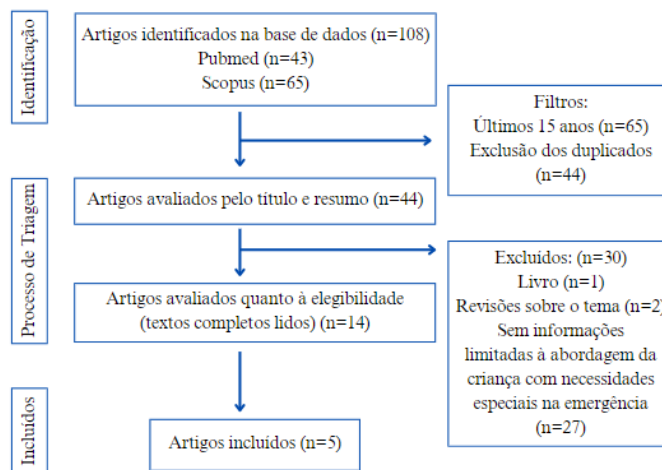 Identificação
Artigos identificados na base de dados (n=108)
Pubmed (n=43)
Scopus (n=65)
Filtros:
Últimos 15 anos (n=65)
Exclusão dos duplicados
(n=44)
Processo de Triagem
Artigos avaliados pelo título e resumo (n=44)
Excluídos: (n=30)
Livro (n=1)
Revisões sobre o tema (n=2)
Sem informações
limitadas à abordagem da
criança com necessidades
especiais na emergência
(n=27)
Artigos avaliados quanto à elegibilidade
(textos completos lidos) (n=14)
Incluídos
Artigos incluídos (n=5)